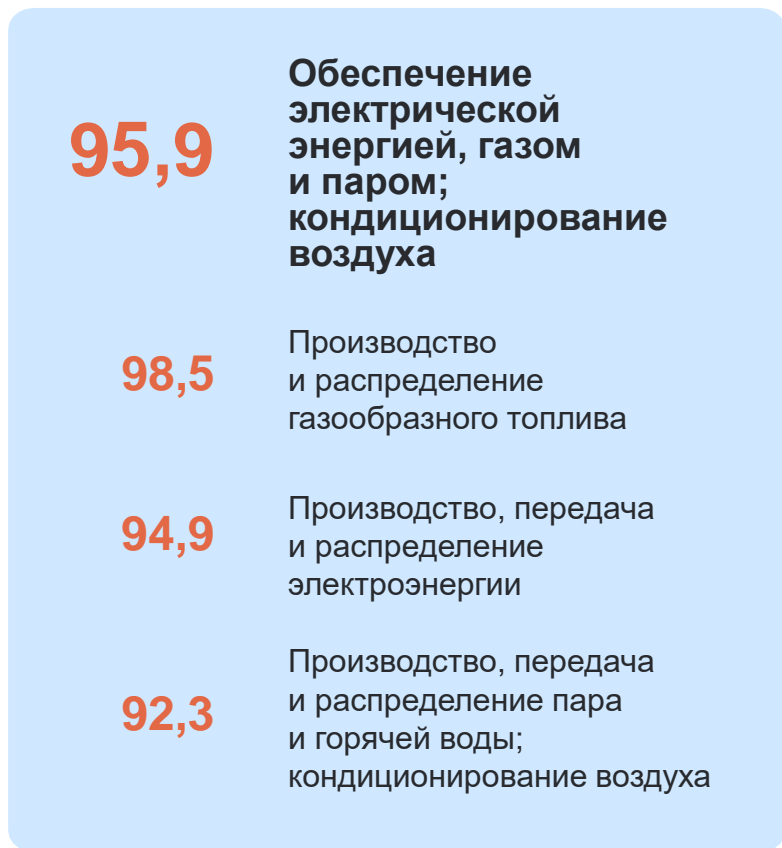 95,9
Обеспечение
электрической
энергией, газом
и паром;
кондиционирование
воздуха
98,5
Производство
и распределение
газообразного топлива
94,9
Производство, передача
и распределение
электроэнергии
92,3
Производство, передача
и распределение пара
и горячей воды;
кондиционирование воздуха